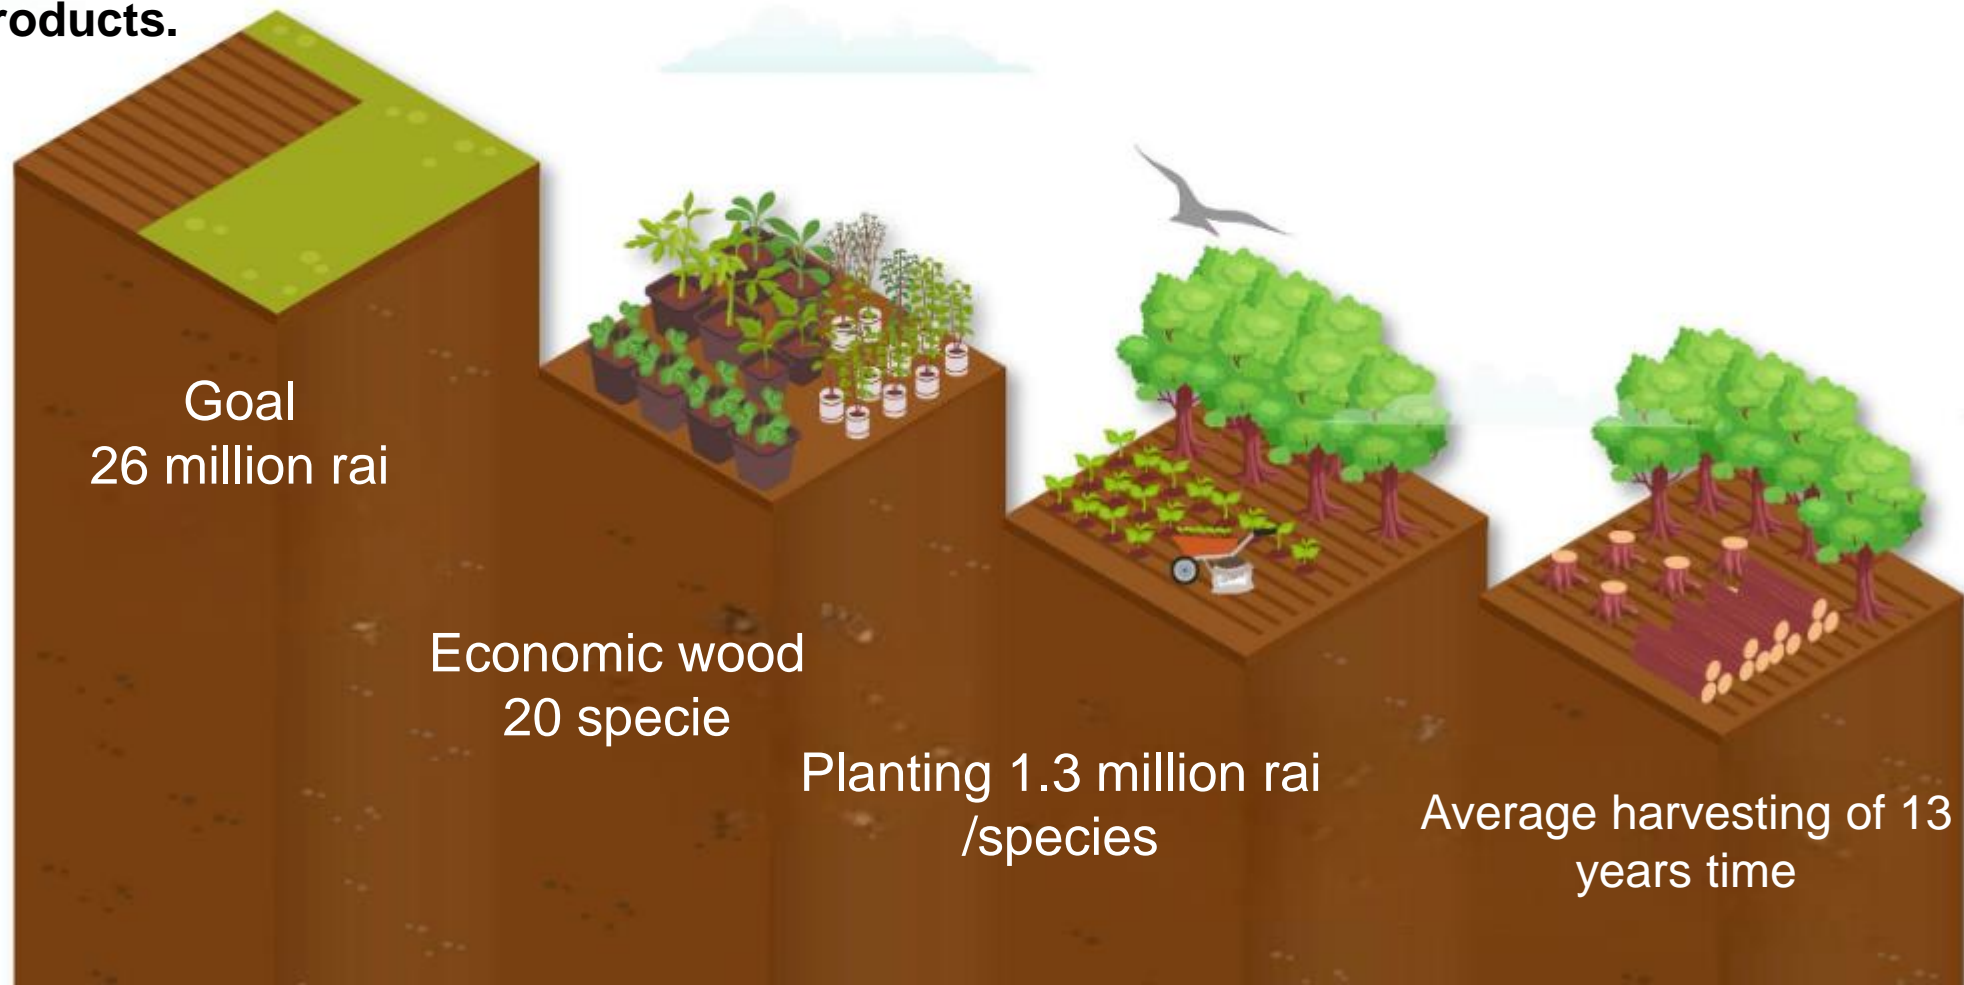 roducts.
Goal
26 million rai
Economic wood
20 specie
Planting 1.3 million rai
/species
Average harvesting of 13
years time